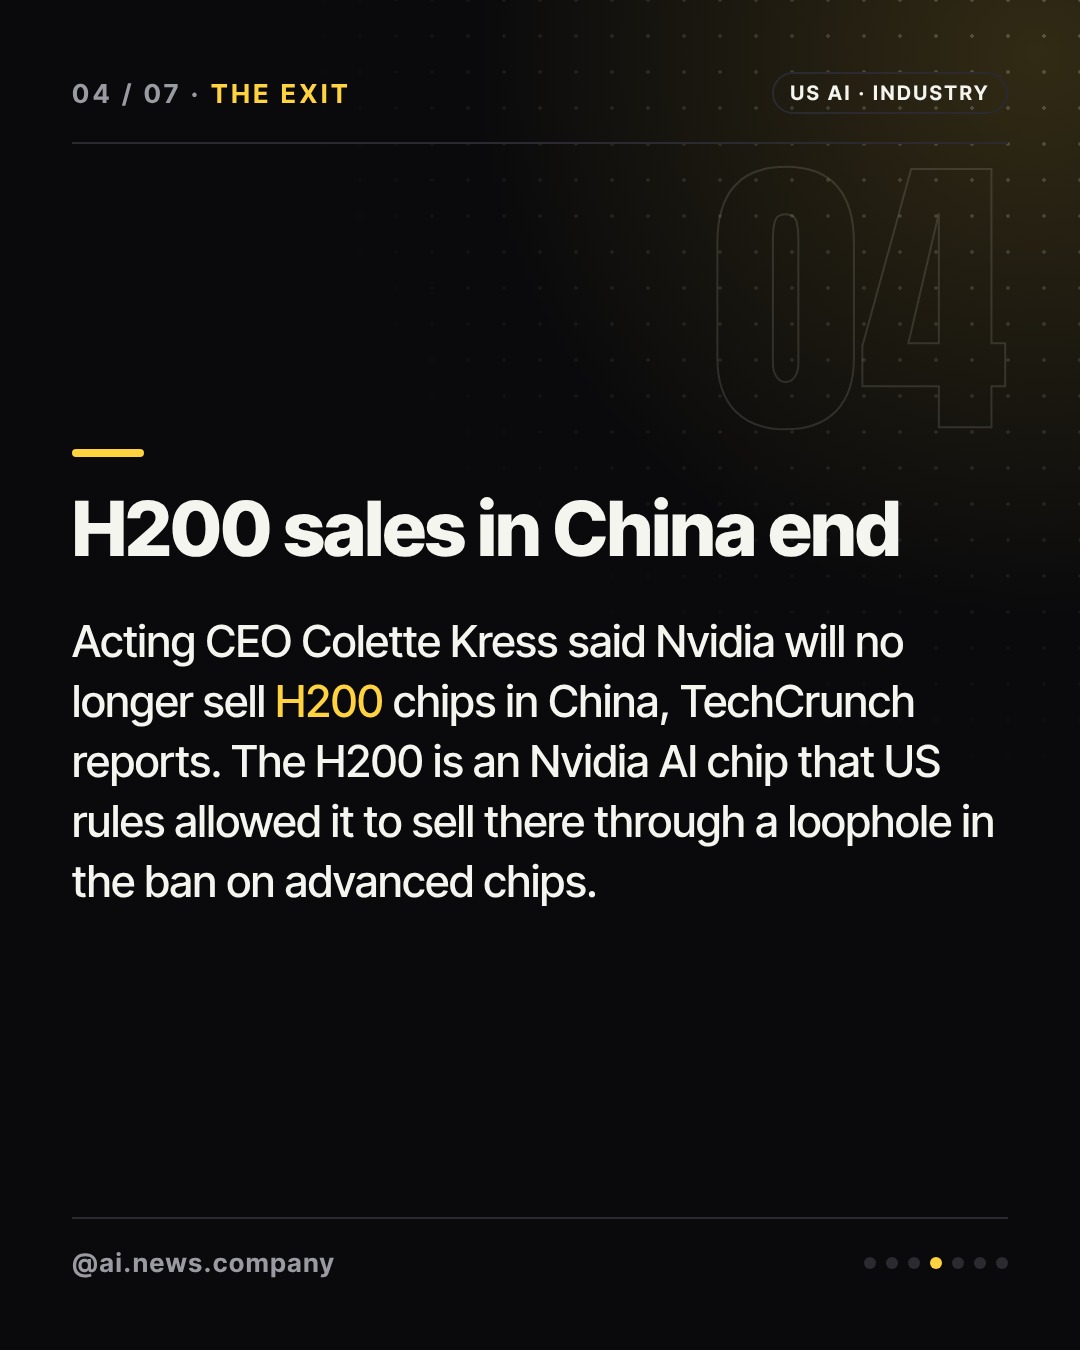 04 / 07 · THE EXIT
US AI · INDUSTRY
04
H200 sales in China end
Acting CEO Colette Kress said Nvidia will no
longer sell H200 chips in China, TechCrunch
reports. The H200 is an Nvidia AI chip that US
rules allowed it to sell there through a loophole in
the ban on advanced chips.
@ai.news.company